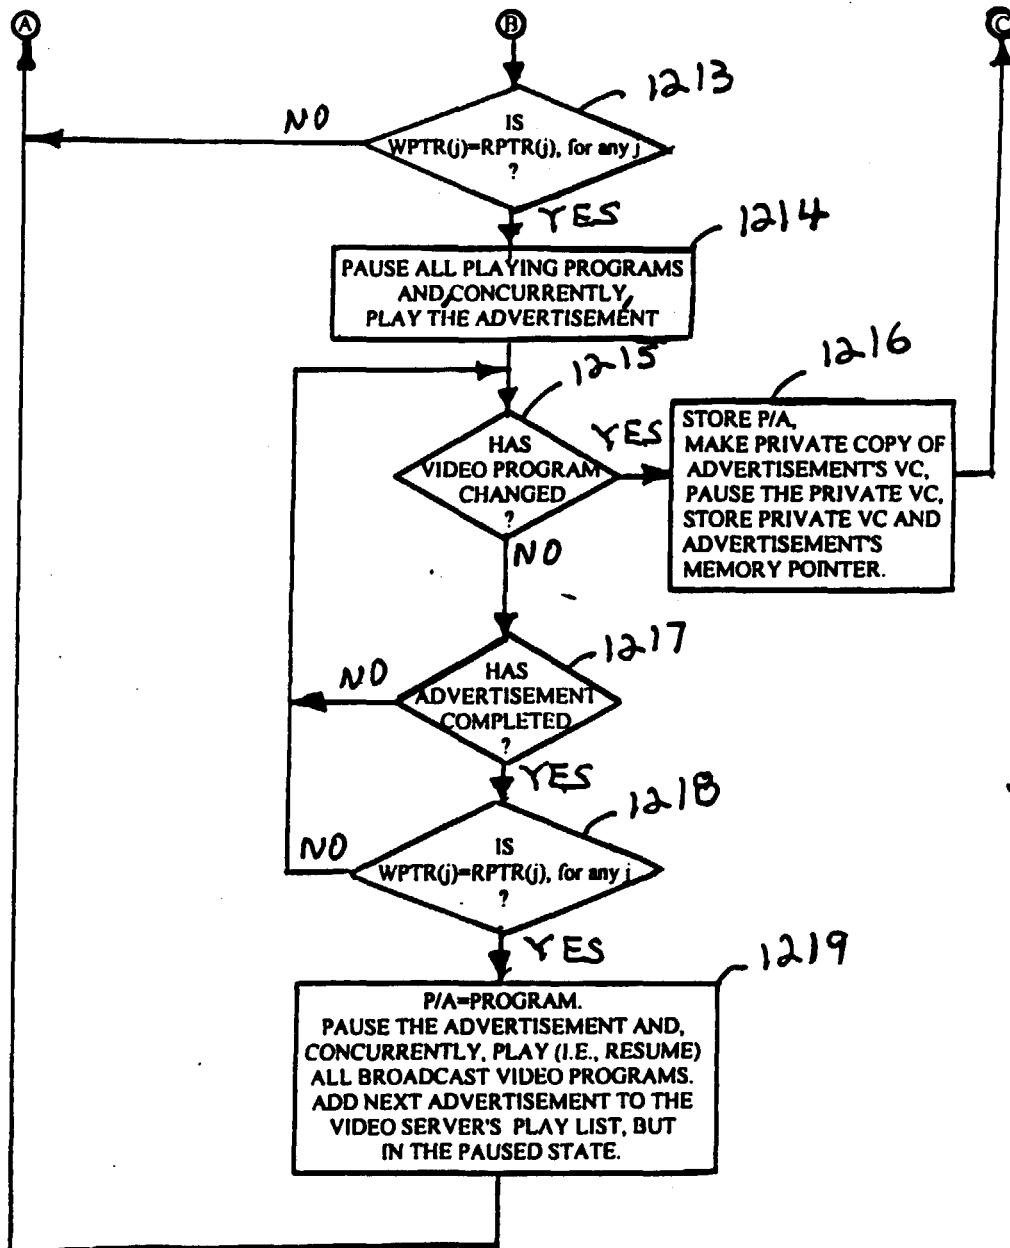 A
B
C
1213
NO
IS
WPTR(j)=RPTR(j), for any j
?
YES
1214
PAUSE ALL PLAYING PROGRAMS
AND,CONCURRENTLY,
PLAY THE ADVERTISEMENT
1215
1216
HAS
VIDEO PROGRAM
CHANGED
?
YES
STORE P/A,
MAKE PRIVATE COPY OF
ADVERTISEMENT'S VC,
PAUSE THE PRIVATE VC,
STORE PRIVATE VC AND
ADVERTISEMENT'S
MEMORY POINTER.
NO
1217
NO
HAS
ADVERTISEMENT
COMPLETED
?
YES
1218
NO
IS
WPTR(j)=RPTR(j), for any j
?
YES
1219
P/A=PROGRAM.
PAUSE THE ADVERTISEMENT AND,
CONCURRENTLY, PLAY (I.E., RESUME)
ALL BROADCAST VIDEO PROGRAMS.
ADD NEXT ADVERTISEMENT TO THE
VIDEO SERVER'S PLAY LIST, BUT
IN THE PAUSED STATE.